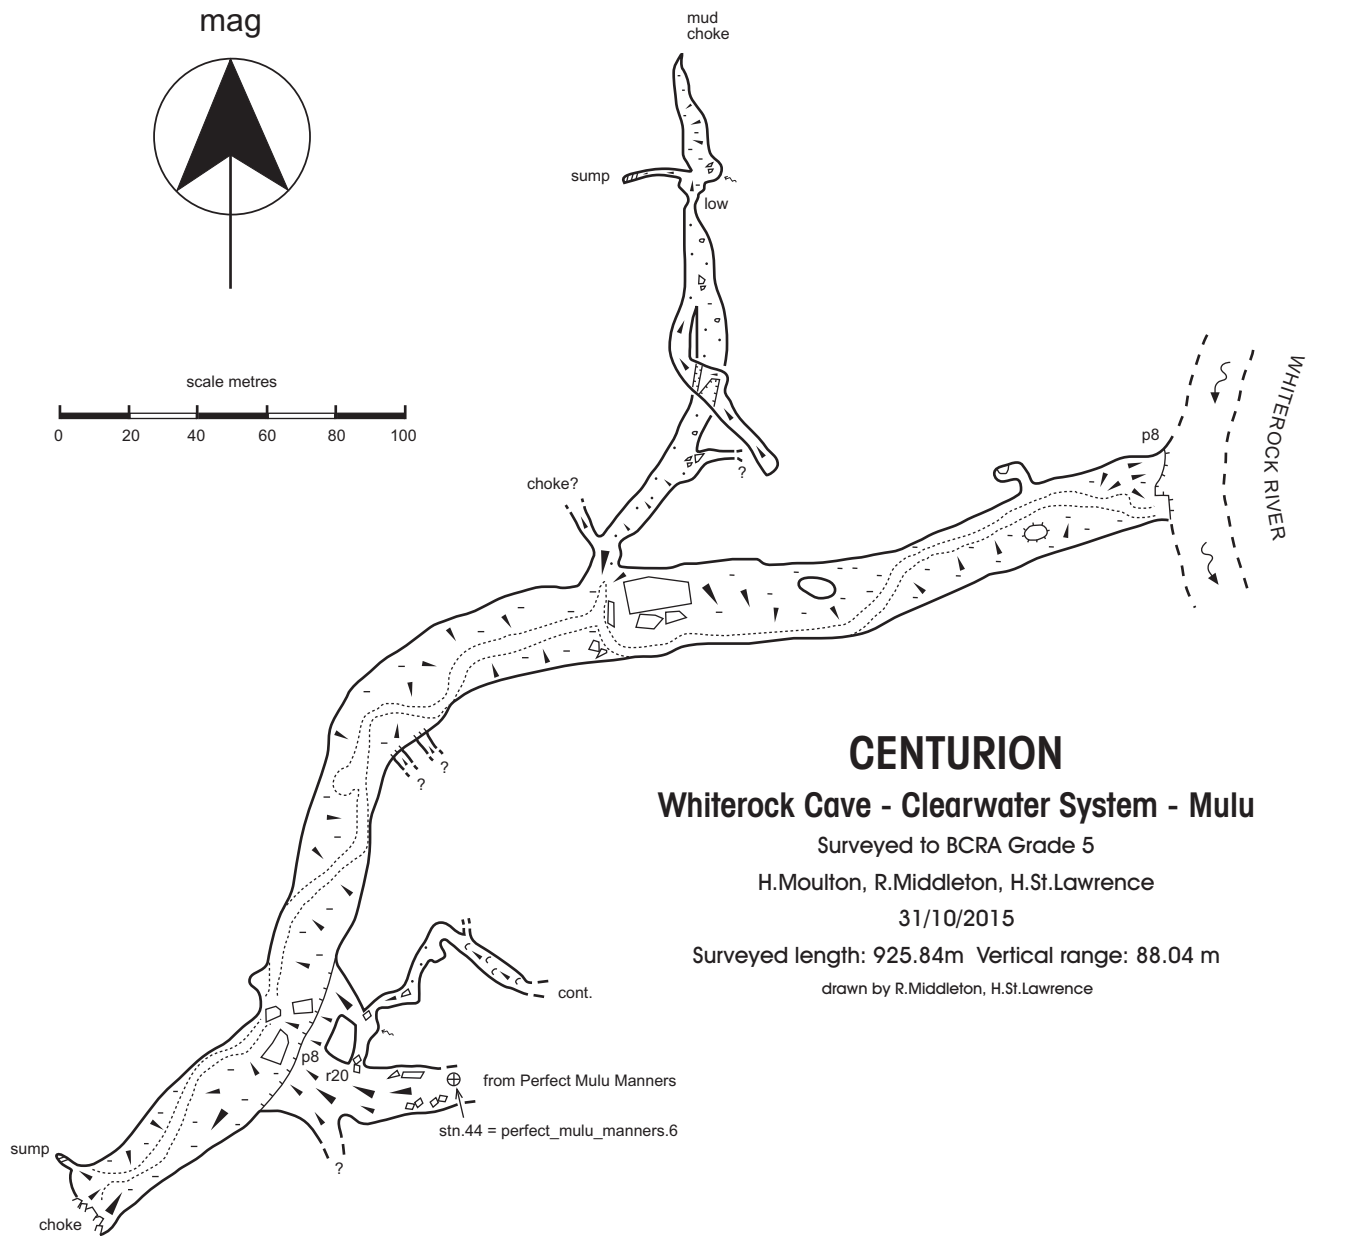 mag
mud
choke
sump
low
scale metres
0 20 40 60 80 100
p8
WHITEROCK RIVER
?
choke?
?
?
CENTURION
Whiterock Cave - Clearwater System - Mulu
Surveyed to BCRA Grade 5
H.Moulton, R.Middleton, H.St.Lawrence
31/10/2015
Surveyed length: 925.84m Vertical range: 88.04 m
drawn by R.Middleton, H.St.Lawrence
cont.
p8
r20
from Perfect Mulu Manners
stn.44 = perfect_mulu_manners.6
?
sump
choke